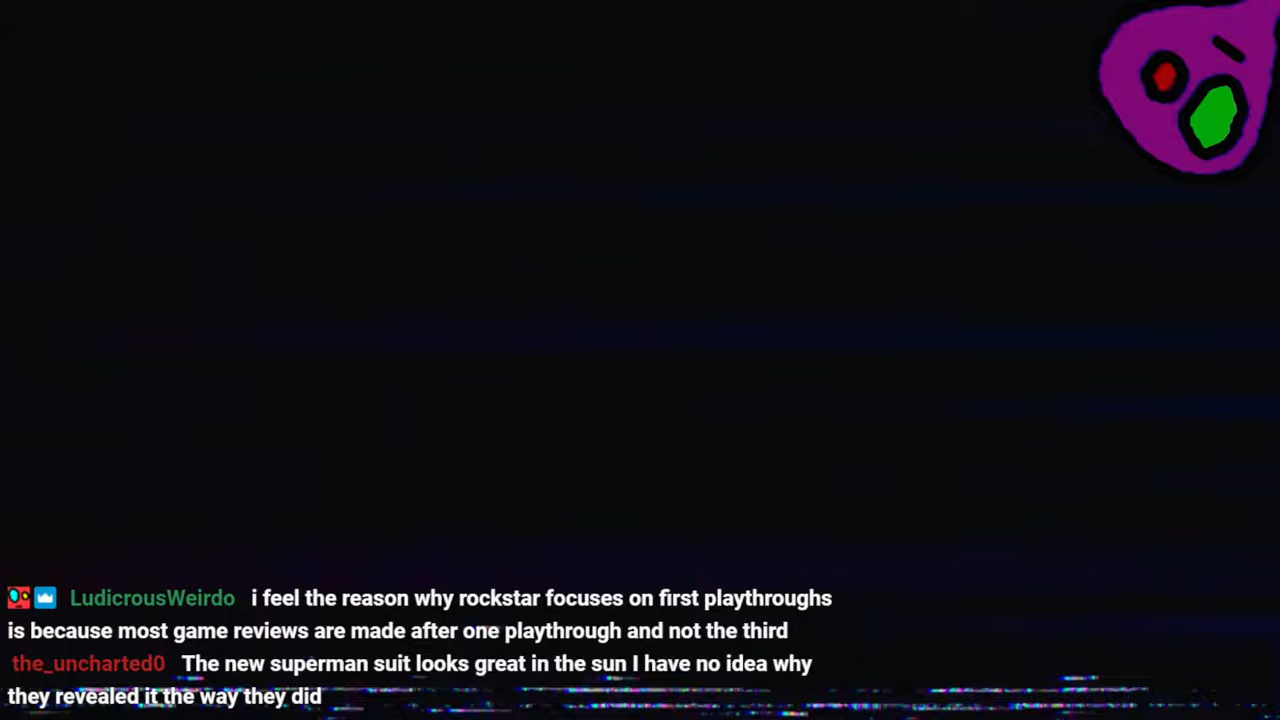 LudicrousWeirdo i feel the reason why rockstar focuses on first playthroughs
is because most game reviews are made after one playthrough and not the third
the_uncharted0 The new superman suit looks great in the sun I have no idea why
they revealed it the way they did